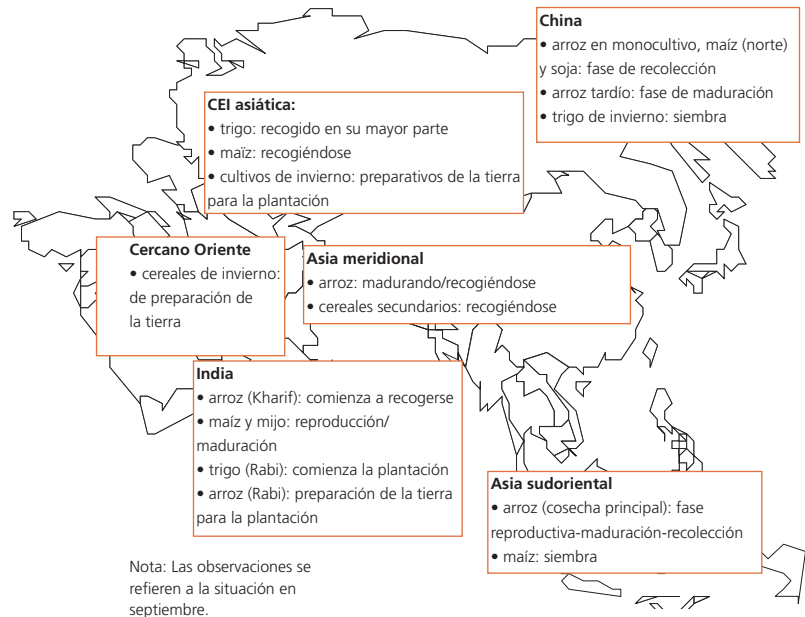 China
• arroz en monocultivo, maíz (norte)
y soja: fase de recolección
• arroz tardío: fase de maduración
• trigo de invierno: siembra
CEI asiática:
• trigo: recogido en su mayor parte
• maïz: recogiéndose
• cultivos de invierno: preparativos de la tierra
para la plantación
Cercano Oriente
• cereales de invierno:
de preparación de
la tierra
Asia meridional
• arroz: madurando/recogiéndose
• cereales secundarios: recogiéndose
India
• arroz (Kharif): comienza a recogerse
• maíz y mijo: reproducción/
maduración
• trigo (Rabi): comienza la plantación
• arroz (Rabi): preparación de la tierra
para la plantación
Asia sudoriental
• arroz (cosecha principal): fase
reproductiva-maduración-recolección
• maíz: siembra
Nota: Las observaciones se
refieren a la situación en
septiembre.